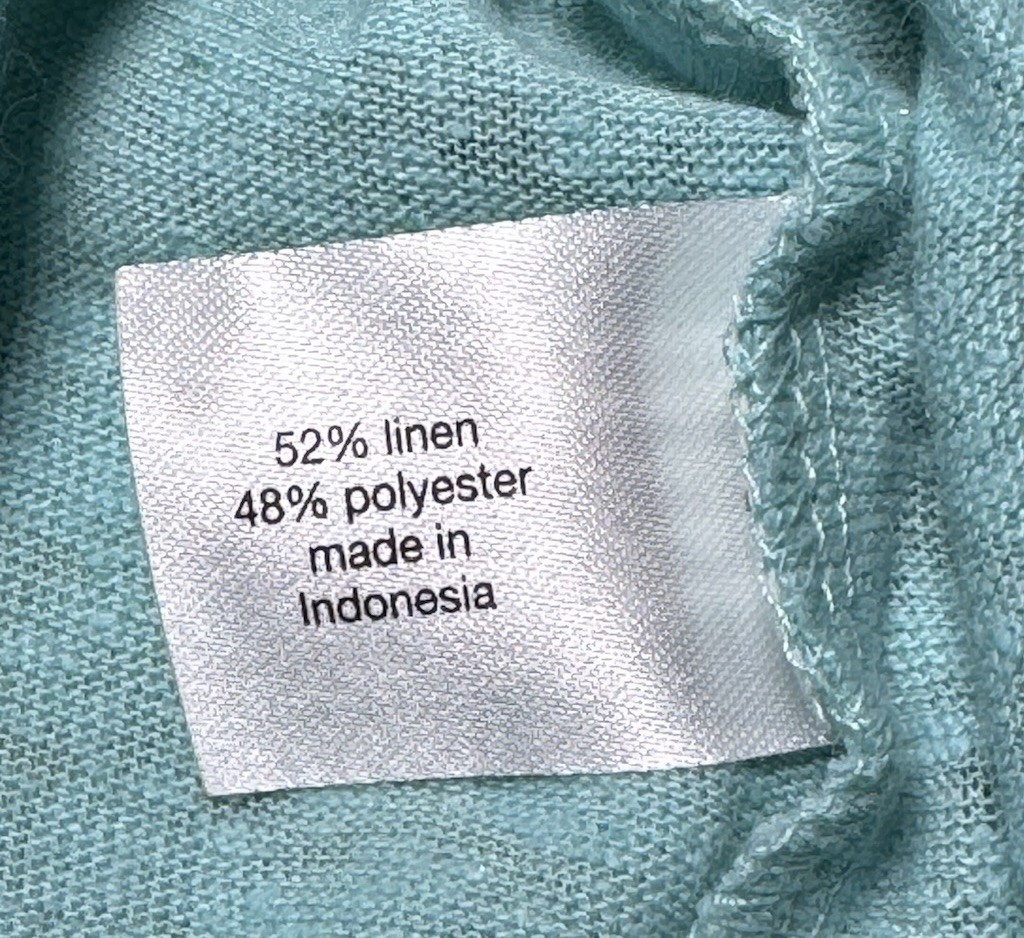 52% linen
48% polyester
made in
Indonesia